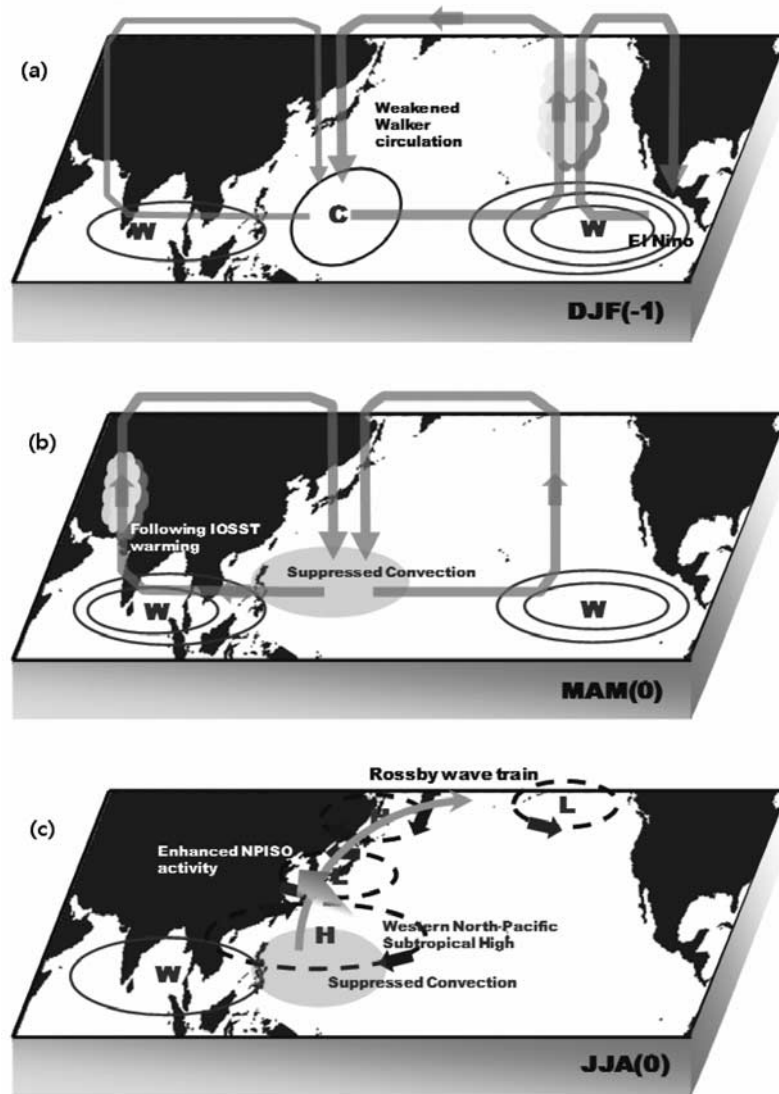 (a)
Weakened
Walker
circulation
W
C
W
El Nino
DJF(-1)
(b)
Following IOSST
warming
Suppressed Convection
W
W
MAM(0)
Rossby wave train
(c)
L
Enhanced NPISO
activity
H
Western North-Pacific
Subtropical High
W
Suppressed Convection
JJA(0)